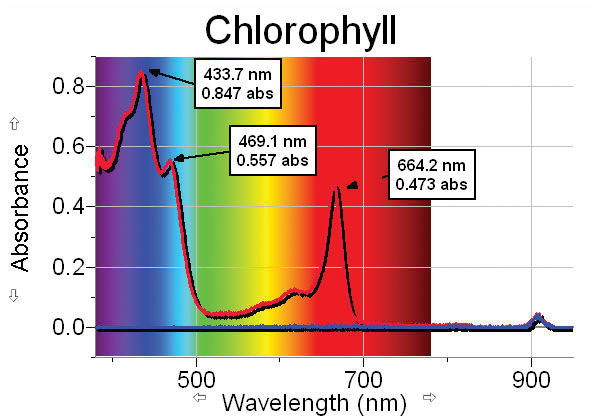 Chlorophyll
433.7 nm
0.847 abs
469.1 nm
0.557 abs
664.2 nm
0.473 abs
Absorbance
0.8
0.6
0.4
0.2
0.0
500
700
900
Wavelength (nm)